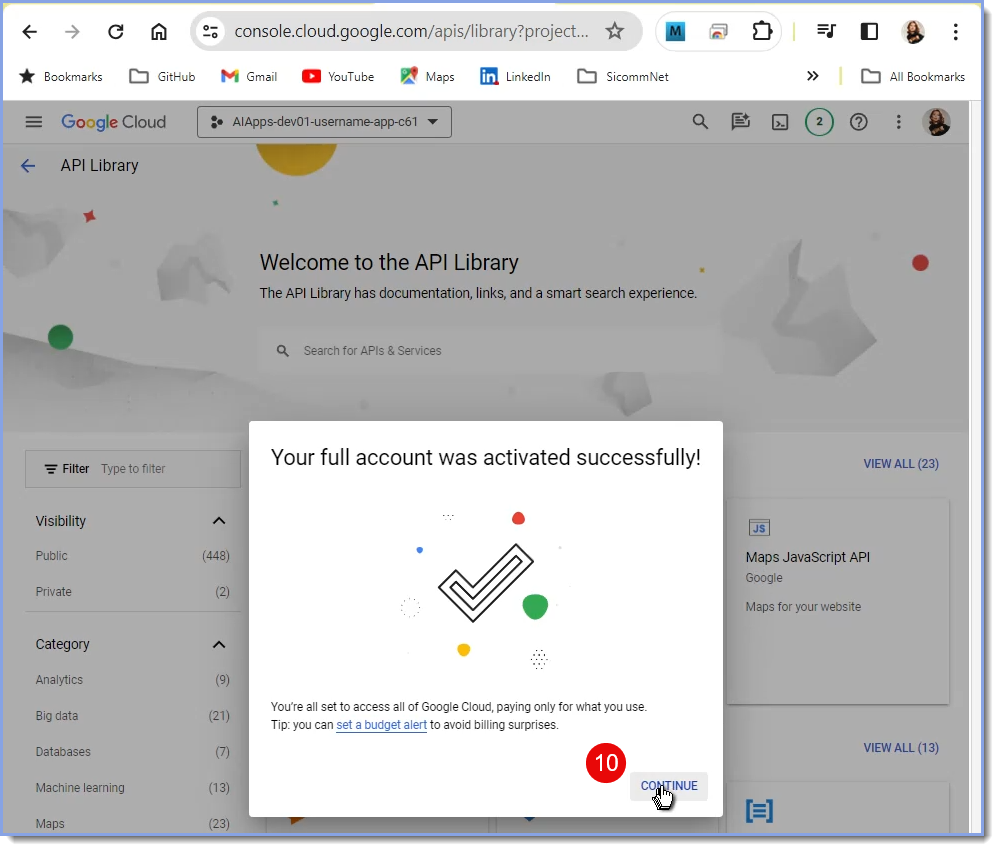 console.cloud.google.com/apis/library?project...
M
Bookmarks GitHub Gmail YouTube Maps LinkedIn SicommNet » All Bookmarks
Google Cloud AIApps-dev01-username-app-c61 2
API Library
Welcome to the API Library
The API Library has documentation, links, and a smart search experience.
Search for APIs & Services
Filter Type to filter
VIEW ALL (23)
Visibility
Public (448)
Private (2)
Category
Analytics (9)
Big data (21)
Databases (7)
Machine learning (13)
Maps (23)
Your full account was activated successfully!
You're all set to access all of Google Cloud, paying only for what you use.
Tip: you can set a budget alert to avoid billing surprises.
10
CONTINUE
JS
Maps JavaScript API
Google
Maps for your website
VIEW ALL (13)